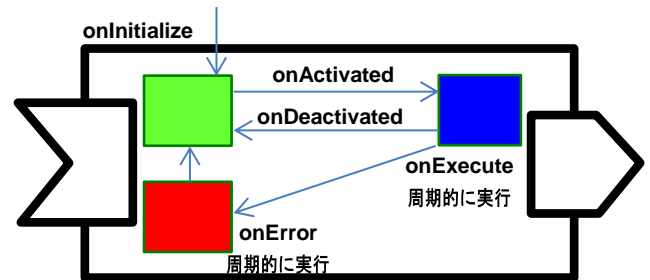 onInitialize
onActivated
onDeactivated
onExecute
周期的に実行
onError
周期的に実行